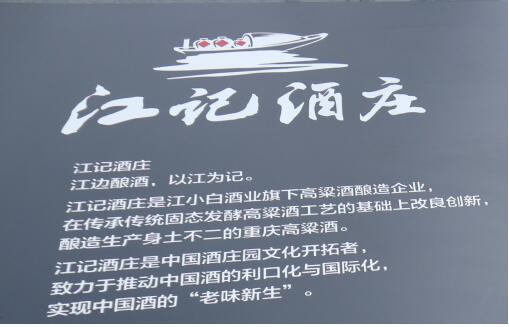 江记酒庄
江记酒庄
江边酿酒，以江为记。
江记酒庄是江小白酒业旗下高粱酒酿造企业，
在传承传统固态发酵高粱酒工艺的基础上改良创新，
酿造生产身土不二的重庆高粱酒。
江记酒庄是中国酒庄园文化开拓者，
致力于推动中国酒的利口化与国际化，
实现中国酒的“老味新生”。